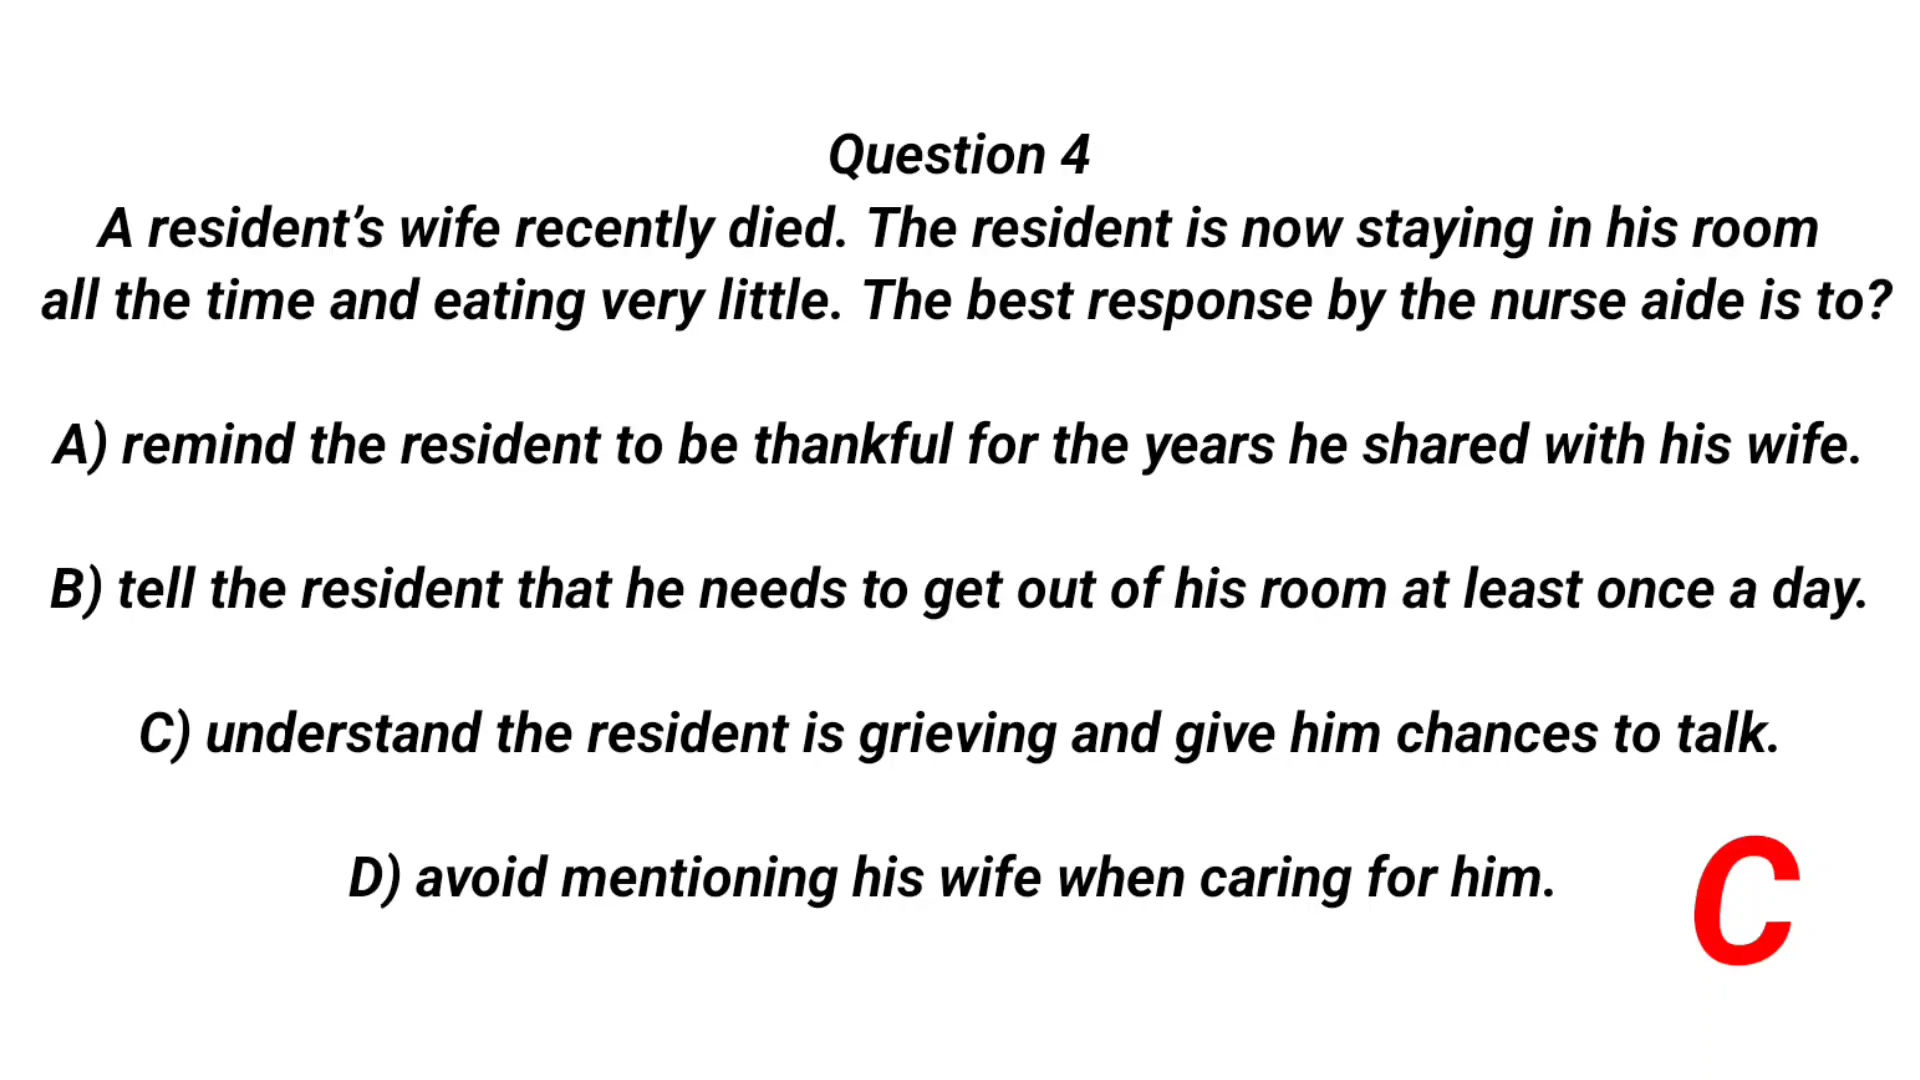 Question 4
A resident’s wife recently died. The resident is now staying in his room
all the time and eating very little. The best response by the nurse aide is to?
A) remind the resident to be thankful for the years he shared with his wife.
B) tell the resident that he needs to get out of his room at least once a day.
C) understand the resident is grieving and give him chances to talk.
D) avoid mentioning his wife when caring for him.
C